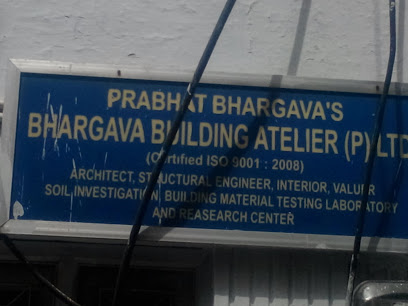 PRABHAT BHARGAVA'S
BHARGAVA BUILDING ATELIER (P) LTD
(Certified ISO 9001 : 2008)
ARCHITECT, STRUCTURAL ENGINEER, INTERIOR, VALUER
SOIL INVESTIGATION, BUILDING MATERIAL TESTING LABORATORY
AND REASEARCH CENTER